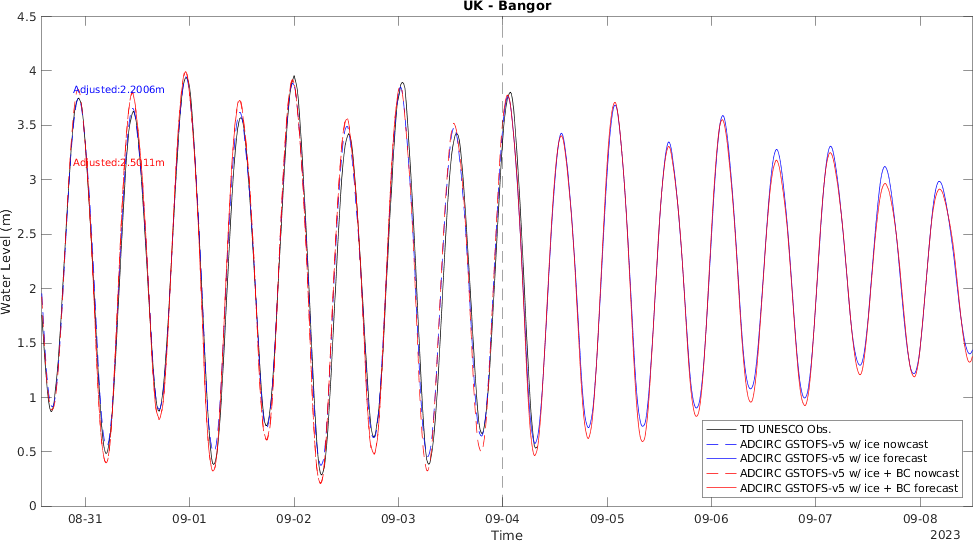 UK - Bangor
4.5
4
3.5
3
2.5
2
1.5
1
0.5
0
Water Level (m)
Adjusted:2.2006m
Adjusted:2.5011m
TD UNESCO Obs.
ADCIRC GSTOFS-v5 w/ ice nowcast
ADCIRC GSTOFS-v5 w/ ice forecast
ADCIRC GSTOFS-v5 w/ ice + BC nowcast
ADCIRC GSTOFS-v5 w/ ice + BC forecast
08-31 09-01 09-02 09-03 09-04 09-05 09-06 09-07 09-08
Time
2023